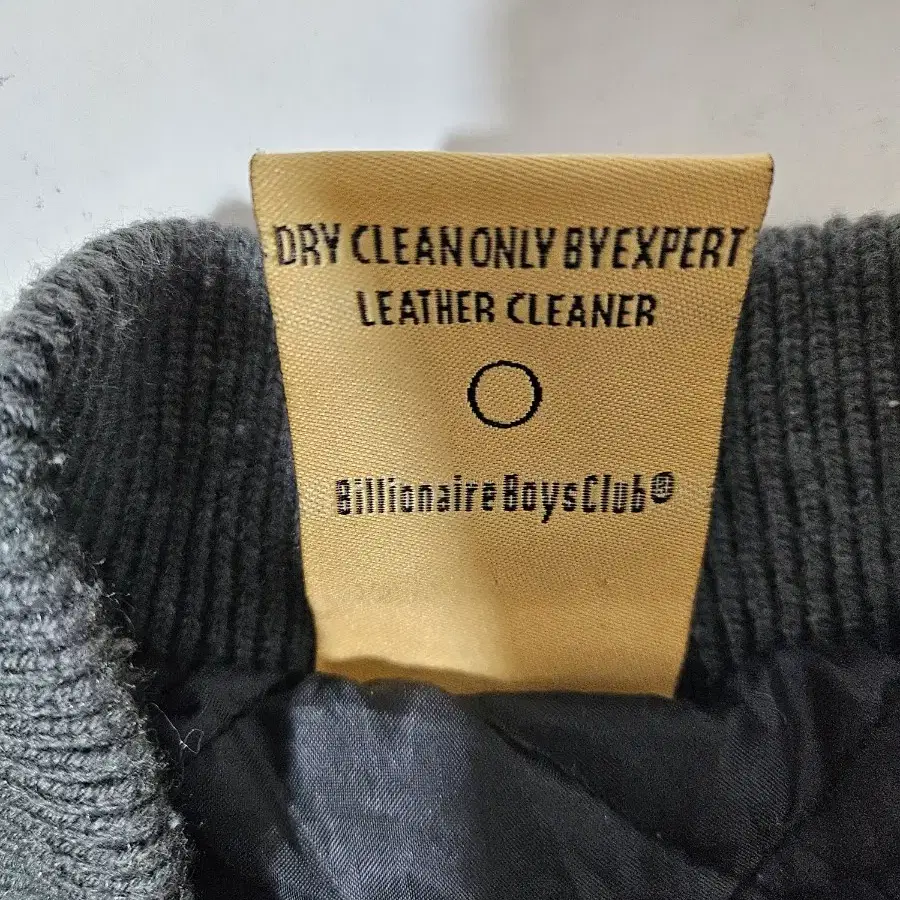 DRY CLEAN ONLY BY EXPERT
LEATHER CLEANER
Billionaire Boys Club®